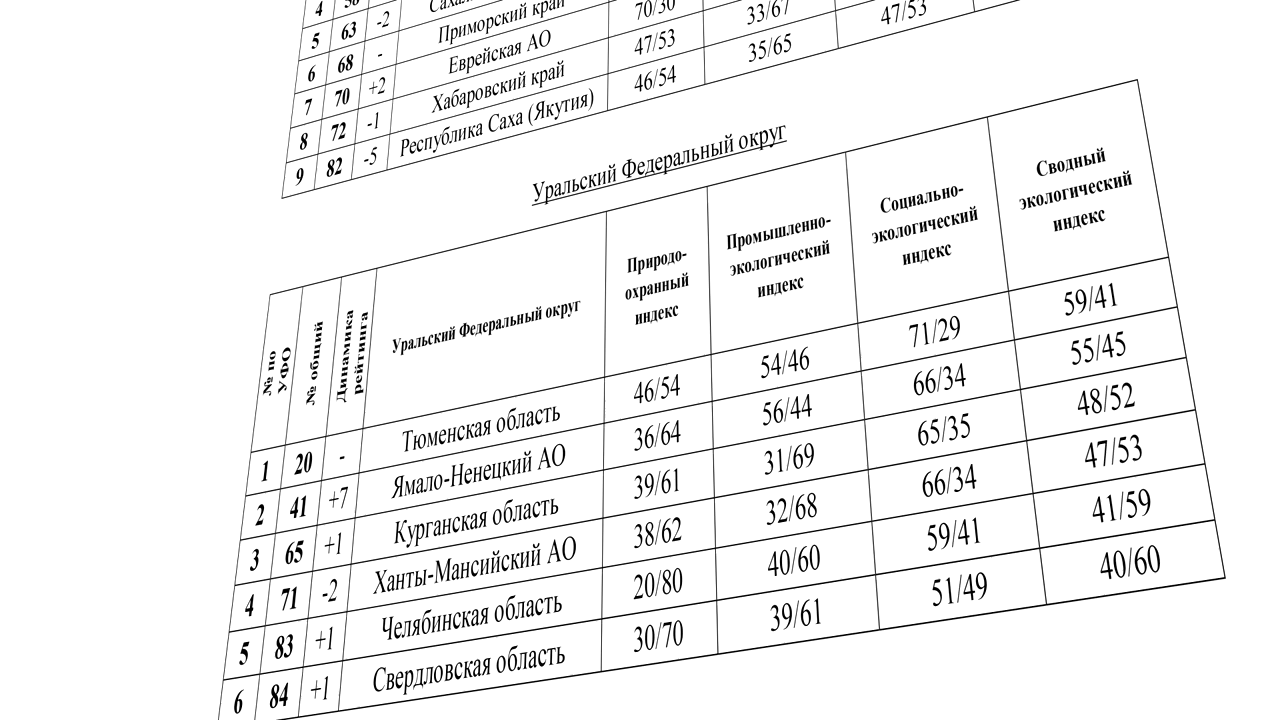 4
5 63 -2
6 68 - Приморский край
7 70 +2 Еврейская АО 70/30
8 72 -1 Хабаровский край 47/53 33/67
9 82 -5 Республика Саха (Якутия) 46/54 35/65 47/53
Уральский Федеральный округ
№ по
УФО
№ общий
Динамика
рейтинга
Уральский Федеральный округ
Природо-
охранный
индекс
Промышленно-
экологический
индекс
Социально-
экологический
индекс
Сводный
экологический
индекс
1 20 - Тюменская область 46/54 54/46 71/29 59/41
2 41 +7 Ямало-Ненецкий АО 36/64 56/44 66/34 55/45
3 65 +1 Курганская область 39/61 31/69 65/35 48/52
4 71 -2 Ханты-Мансийский АО 38/62 32/68 66/34 47/53
5 83 +1 Челябинская область 20/80 40/60 59/41 41/59
6 84 +1 Свердловская область 30/70 39/61 51/49 40/60